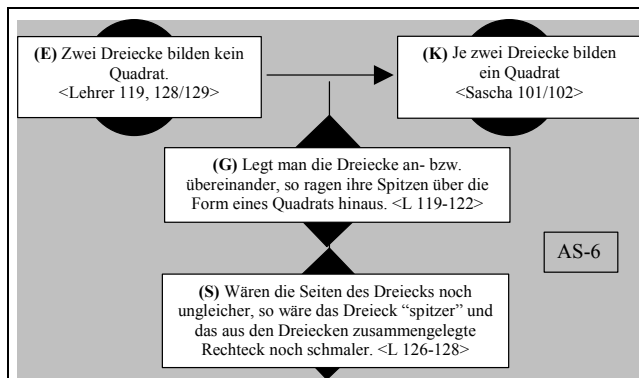 (E) Zwei Dreiecke bilden kein
Quadrat.
<Lehrer 119, 128/129>
(K) Je zwei Dreiecke bilden
ein Quadrat
<Sascha 101/102>
(G) Legt man die Dreiecke an- bzw.
übereinander, so ragen ihre Spitzen über die
Form eines Quadrats hinaus. <L 119-122>
AS-6
(S) Wären die Seiten des Dreiecks noch
ungleicher, so wäre das Dreieck “spitzer” und
das aus den Dreiecken zusammengelegte
Rechteck noch schmaler. <L 126-128>